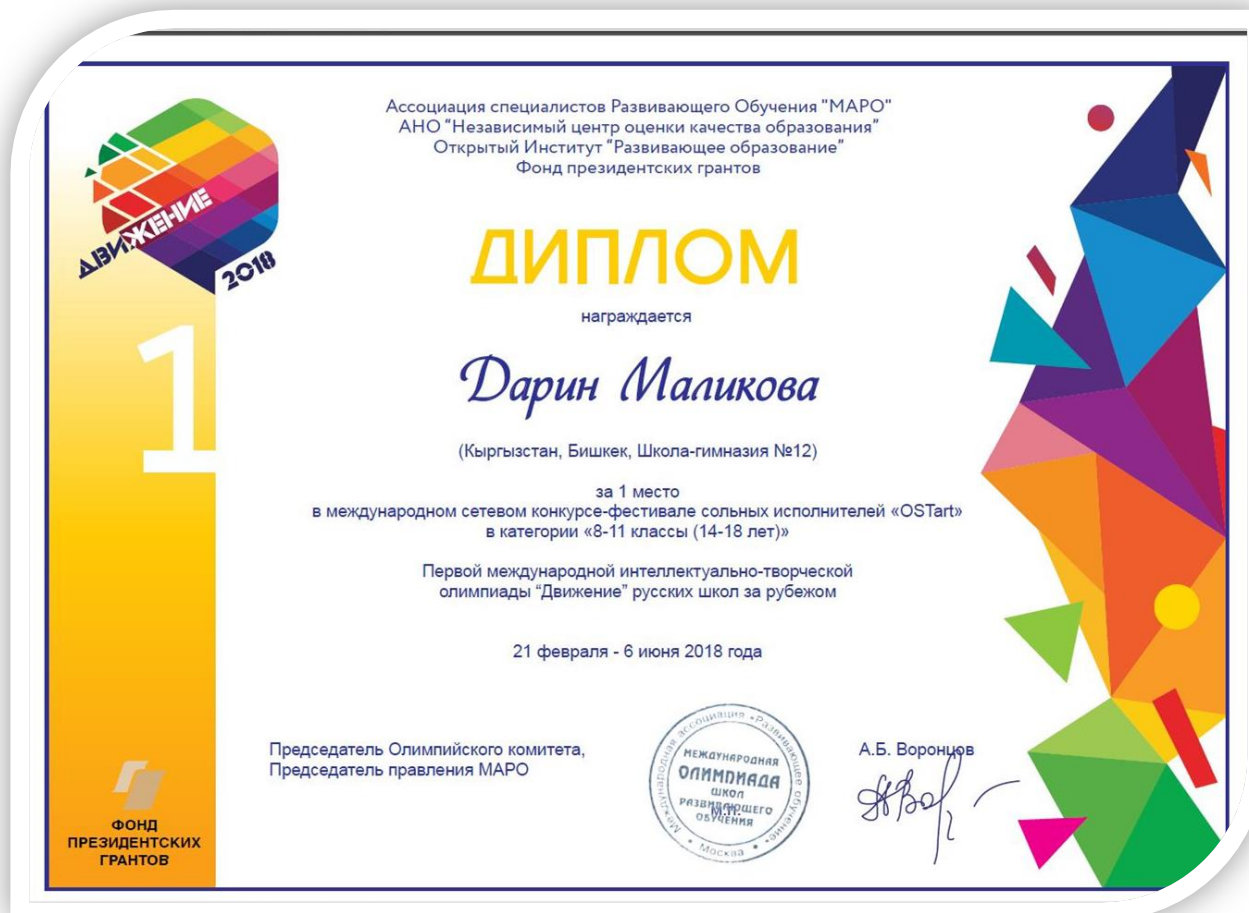 Ассоциация специалистов Развивающего Обучения "МАРО"
АНО "Независимый центр оценки качества образования"
Открытый Институт "Развивающее образование"
Фонд президентских грантов
ДВИЖЕНИЕ
2018
1
ДИПЛОМ
награждается
Дарин Маликова
(Кыргызстан, Бишкек, Школа-гимназия №12)
за 1 место
в международном сетевом конкурсе-фестивале сольных исполнителей «OSTart»
в категории «8-11 классы (14-18 лет)»
Первой международной интеллектуально-творческой
олимпиады “Движение” русских школ за рубежом
21 февраля - 6 июня 2018 года
Председатель Олимпийского комитета,
Председатель правления МАРО
Международная ассоциация «Развивающее обучение»
• Москва •
МЕЖДУНАРОДНАЯ
ОЛИМПИАДА
ШКОЛ
РАЗВИВАЮЩЕГО
ОБУЧЕНИЯ
М.П.
А.Б. Воронцов
ФОНД
ПРЕЗИДЕНТСКИХ
ГРАНТОВ